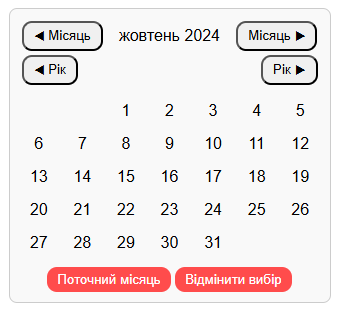 ◀ Місяць жовтень 2024 Місяць ▶
◀ Рік Рік ▶
1 2 3 4 5
6 7 8 9 10 11 12
13 14 15 16 17 18 19
20 21 22 23 24 25 26
27 28 29 30 31
Поточний місяць Відмінити вибір